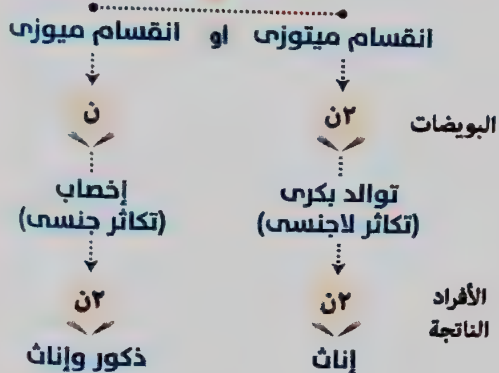 انقسام ميتوزى او انقسام ميوزى
البويضات ٢ن ن
توالد بكرى إخصاب
(تكاثر لاجنسى) (تكاثر جنسى)
الأفراد ٢ن ٢ن
الناتجة
إناث ذكور وإناث